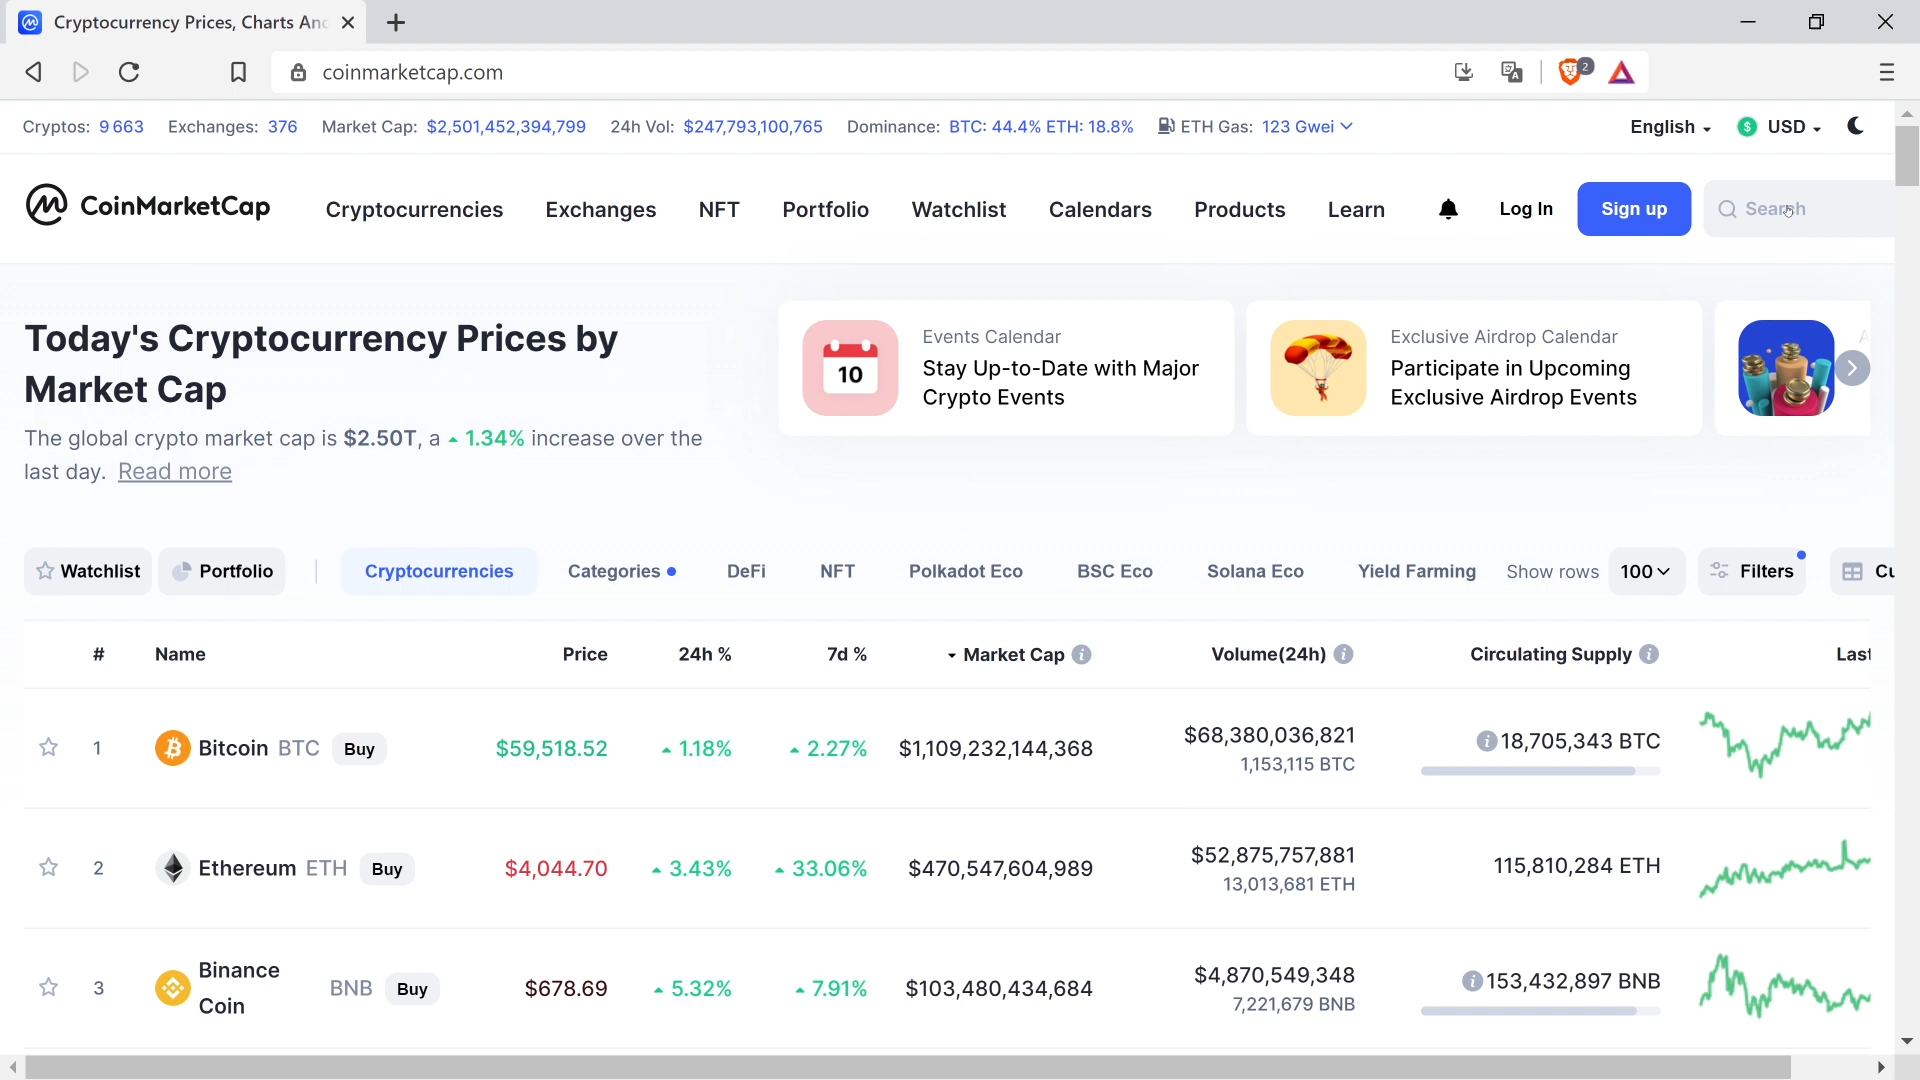 Cryptocurrency Prices, Charts An
coinmarketcap.com
2
Cryptos: 9 663 Exchanges: 376 Market Cap: $2,501,452,394,799 24h Vol: $247,793,100,765 Dominance: BTC: 44.4% ETH: 18.8% ETH Gas: 123 Gwei English USD
CoinMarketCap Cryptocurrencies Exchanges NFT Portfolio Watchlist Calendars Products Learn Log In Sign up Search
Today's Cryptocurrency Prices by
Market Cap
The global crypto market cap is $2.50T, a 1.34% increase over the
last day. Read more
10
Events Calendar
Stay Up-to-Date with Major
Crypto Events
Exclusive Airdrop Calendar
Participate in Upcoming
Exclusive Airdrop Events
Watchlist Portfolio Cryptocurrencies Categories DeFi NFT Polkadot Eco BSC Eco Solana Eco Yield Farming Show rows 100 Filters Cu
# Name Price 24h % 7d % Market Cap Volume(24h) Circulating Supply Last
1 Bitcoin BTC Buy $59,518.52 1.18% 2.27% $1,109,232,144,368 $68,380,036,821 18,705,343 BTC
1,153,115 BTC
2 Ethereum ETH Buy $4,044.70 3.43% 33.06% $470,547,604,989 $52,875,757,881 115,810,284 ETH
13,013,681 ETH
3 Binance Coin BNB Buy $678.69 5.32% 7.91% $103,480,434,684 $4,870,549,348 153,432,897 BNB
7,221,679 BNB